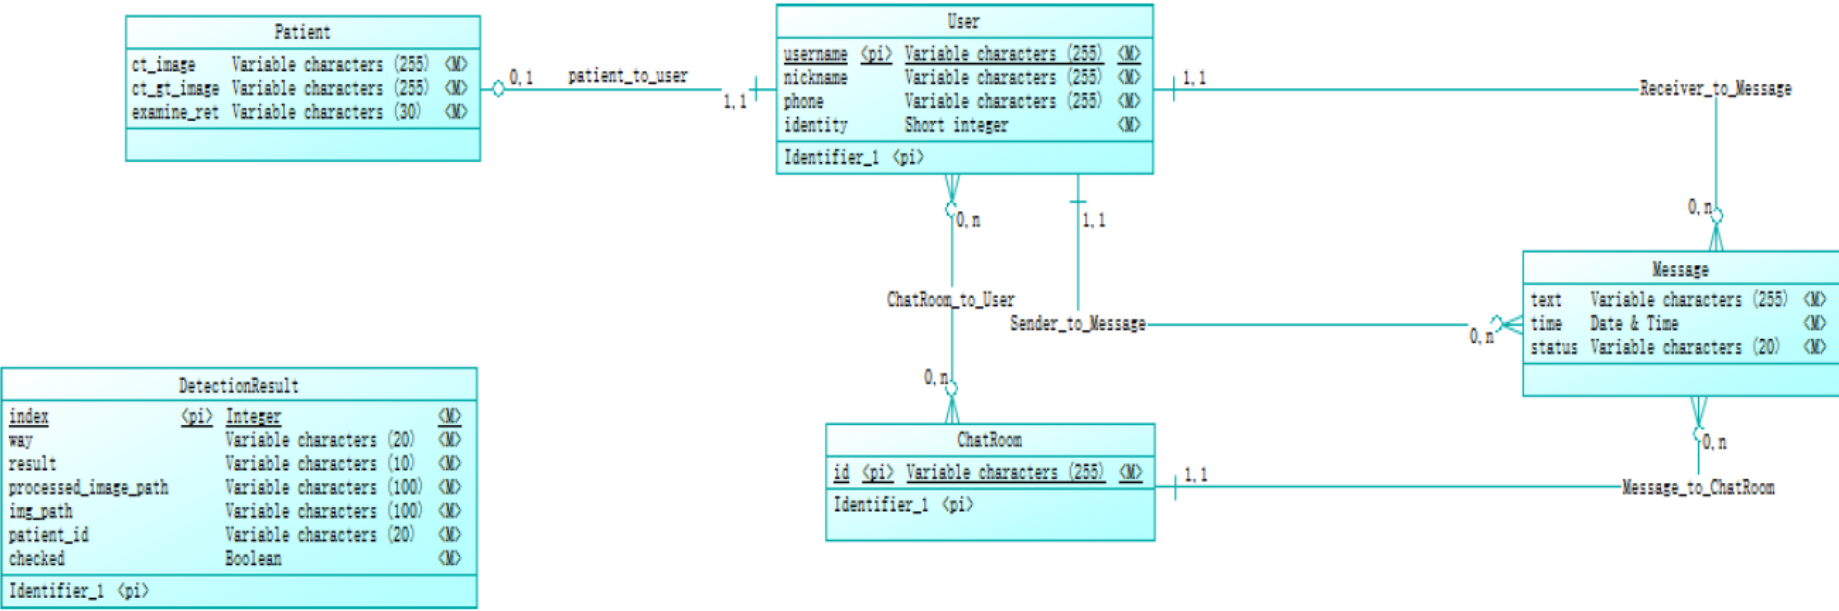 Patient
ct_image Variable characters (255) <M>
ct_gt_image Variable characters (255) <M>
examine_ret Variable characters (30) <M>
0,1
patient_to_user
1,1
User
username <pi> Variable characters (255) <M>
nickname Variable characters (255) <M>
phone Variable characters (255) <M>
identity Short integer <M>
Identifier_1 <pi>
1,1
Receiver_to_Message
0,n
0,n
1,1
ChatRoom_to_User
Sender_to_Message
0,n
0,n
Message
text Variable characters (255) <M>
time Date & Time <M>
status Variable characters (20) <M>
DetectionResult
index <pi> Integer <M>
way Variable characters (20) <M>
result Variable characters (10) <M>
processed_image_path Variable characters (100) <M>
img_path Variable characters (100) <M>
patient_id Variable characters (20) <M>
checked Boolean <M>
Identifier_1 <pi>
ChatRoom
id <pi> Variable characters (255) <M>
Identifier_1 <pi>
1,1
0,n
Message_to_ChatRoom